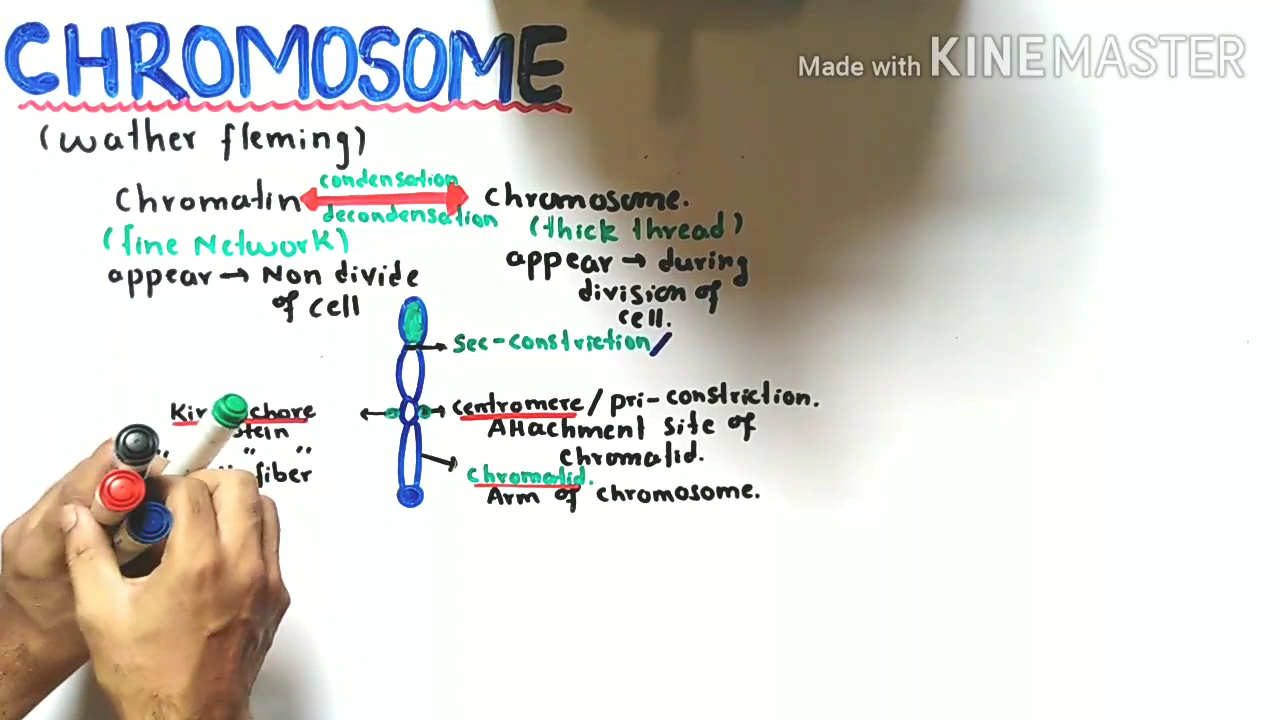 CHROMOSOME
Made with KINEMASTER
(wather fleming)
condensation
Chromatin chromosome.
decondensation
(fine Network) (thick thread)
appear → Non divide
of cell
appear → during
division of
cell.
sec-constriction/
centromere / pri-constriction.
Attachment site of
chromatid.
" " "
fiber
chromatid.
Arm of chromosome.